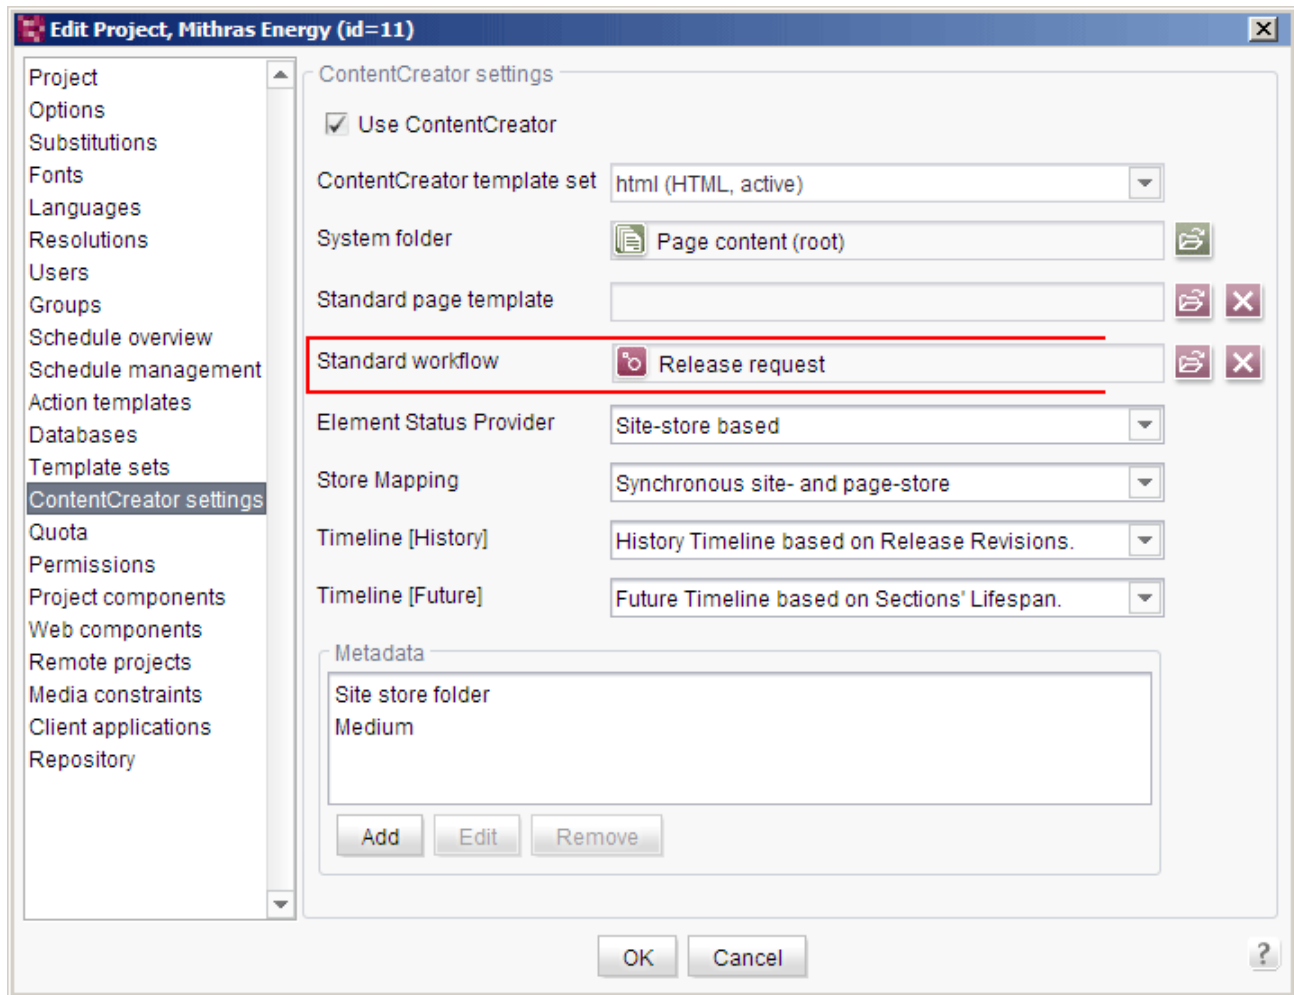 Edit Project, Mithras Energy (id=11)
Project
Options
Substitutions
Fonts
Languages
Resolutions
Users
Groups
Schedule overview
Schedule management
Action templates
Databases
Template sets
ContentCreator settings
Quota
Permissions
Project components
Web components
Remote projects
Media constraints
Client applications
Repository
ContentCreator settings
Use ContentCreator
ContentCreator template set html (HTML, active)
System folder Page content (root)
Standard page template
Standard workflow Release request
Element Status Provider Site-store based
Store Mapping Synchronous site- and page-store
Timeline [History] History Timeline based on Release Revisions.
Timeline [Future] Future Timeline based on Sections' Lifespan.
Metadata
Site store folder
Medium
Add Edit Remove
OK Cancel ?